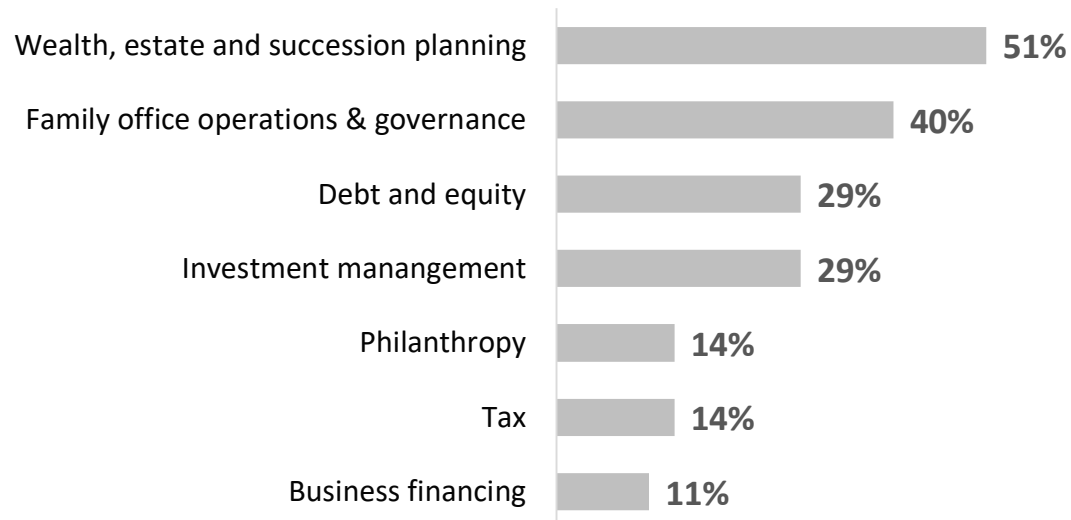 Wealth, estate and succession planning 51%
Family office operations & governance 40%
Debt and equity 29%
Investment manangement 29%
Philanthropy 14%
Tax 14%
Business financing 11%